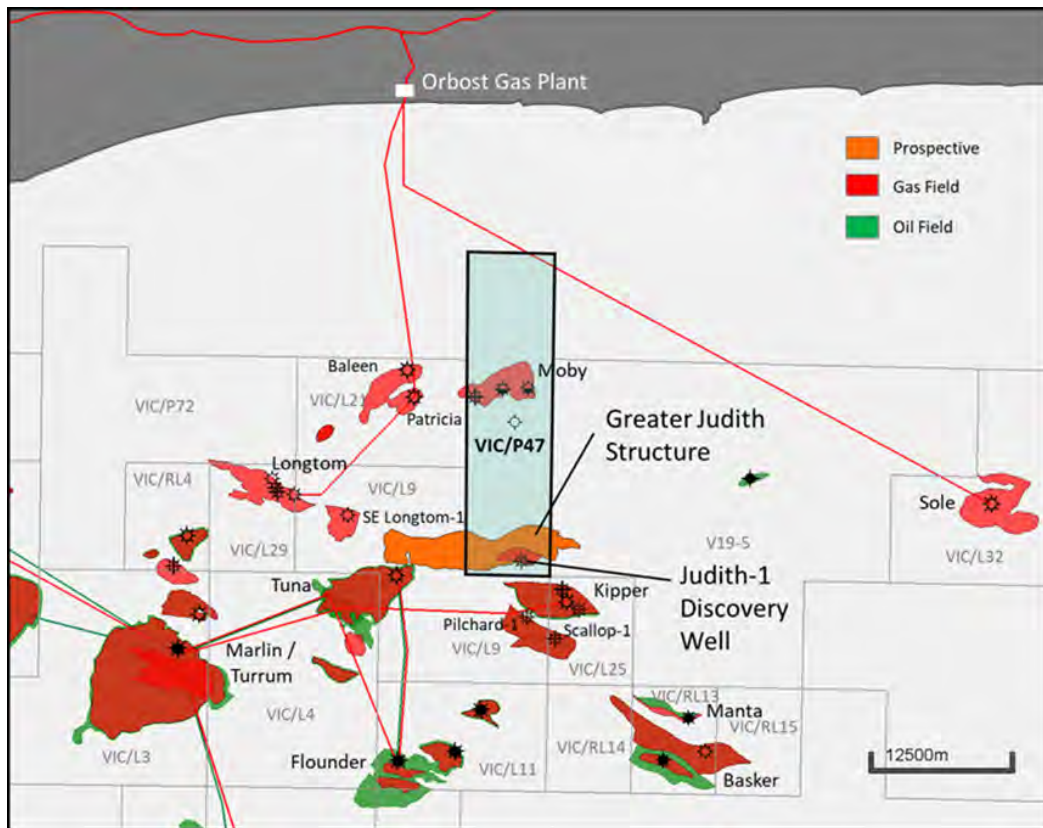 Orbost Gas Plant
Prospective
Gas Field
Oil Field
Baleen
Moby
VIC/P72
VIC/L21
Patricia
VIC/P47
Greater Judith
Structure
Longtom
VIC/RL4
VIC/L9
SE Longtom-1
Sole
V19-5
VIC/L29
VIC/L32
Tuna
Kipper
Judith-1
Discovery
Well
Pilchard-1
Scallop-1
VIC/L9
Marlin /
Turrum
VIC/L25
VIC/L4
VIC/RL13
Manta
VIC/RL15
VIC/L3
Flounder
VIC/L11
VIC/RL14
Basker
12500m